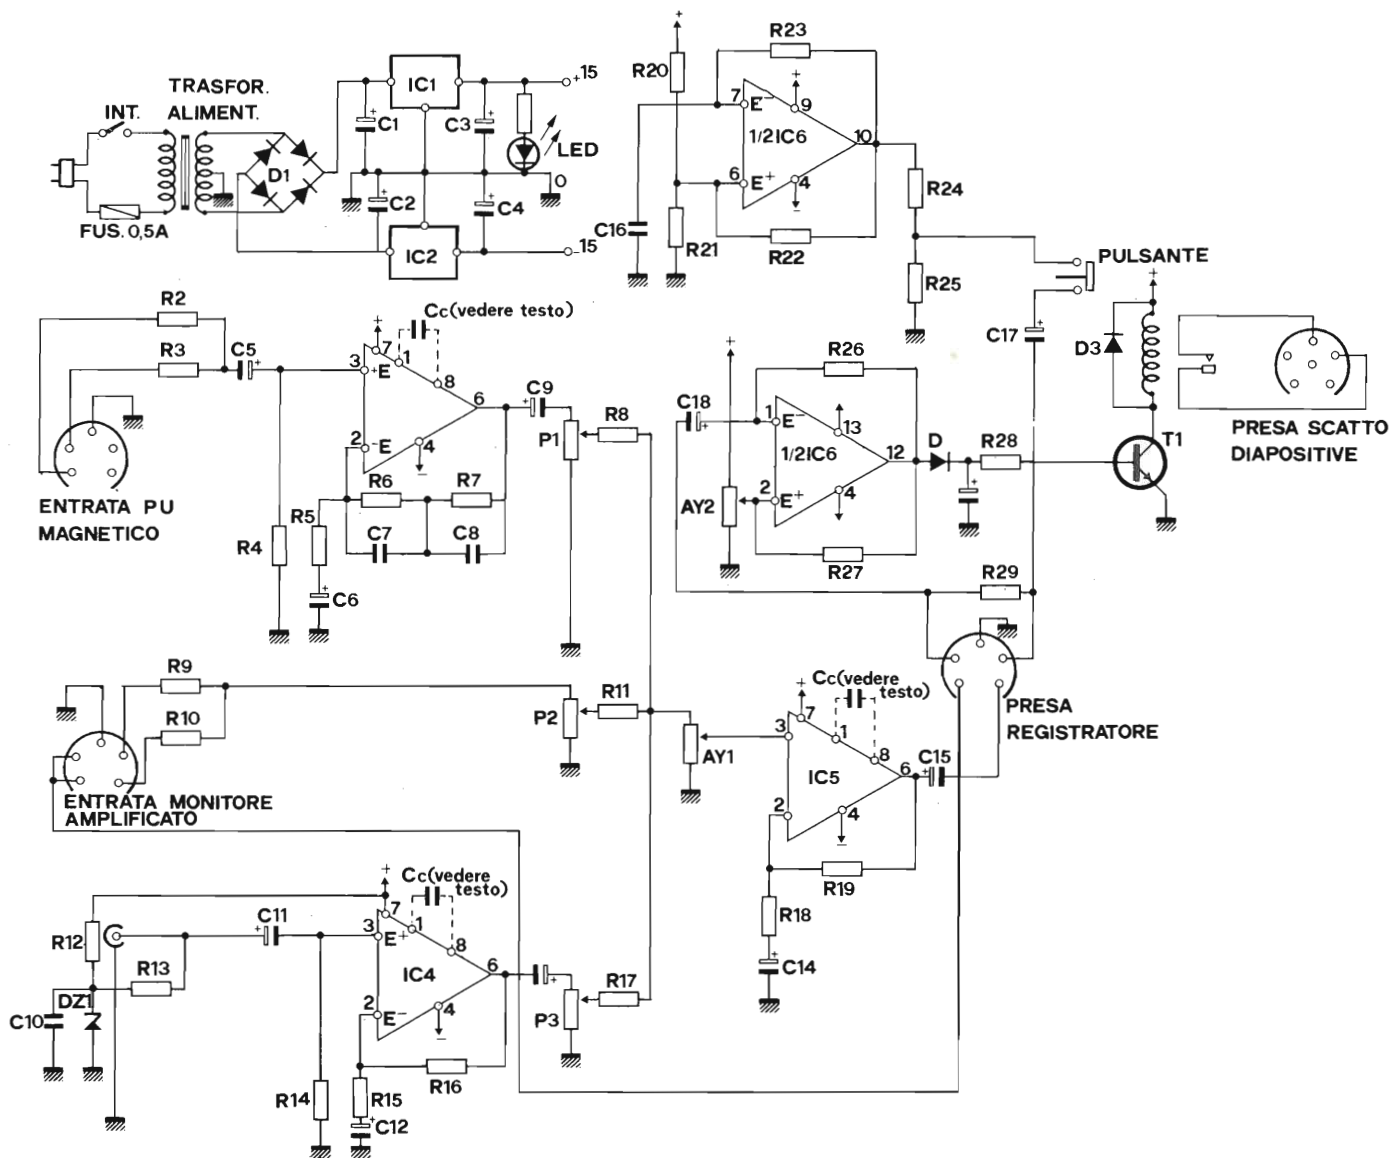 TRASFOR.
ALIMENT.
INT.
FUS. 0,5A
D1
C1
C2
IC1
IC2
C3
C4
LED
+15
0
-15
+
R20
R21
C16
R23
7 E-
6 E+
1/2IC6
+
9
10
4
-
R22
R24
R25
PULSANTE
C17
+
D3
+
T1
PRESA SCATTO
DIAPOSITIVE
R2
R3
C5
+
ENTRATA PU
MAGNETICO
R4
Cc(vedere testo)
+
7
1
8
3
+E
2
-E
6
4
-
R5
R6
R7
C7
C8
C6
+
C9
+
P1
R8
C18
+
AY2
+
R26
1
E-
2
E+
1/2IC6
13
12
4
R27
D
+
R28
R29
R9
R10
ENTRATA MONITORE
AMPLIFICATO
P2
R11
AY1
Cc(vedere
testo)
+
7
1
8
3
2
IC5
6
4
-
C15
+
R19
R18
C14
+
PRESA
REGISTRATORE
R12
DZ1
C10
R13
C11
+
R14
Cc(vedere
testo)
+
7
1
8
3
E+
IC4
2
E-
6
4
-
R16
R15
C12
+
+
P3
R17